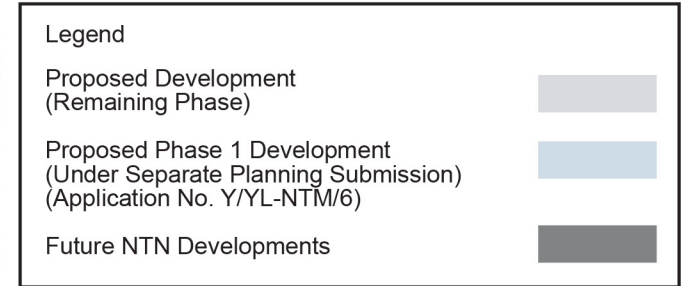 Legend
Proposed Development
(Remaining Phase)
Proposed Phase 1 Development
(Under Separate Planning Submission)
(Application No. Y/YL-NTM/6)
Future NTN Developments